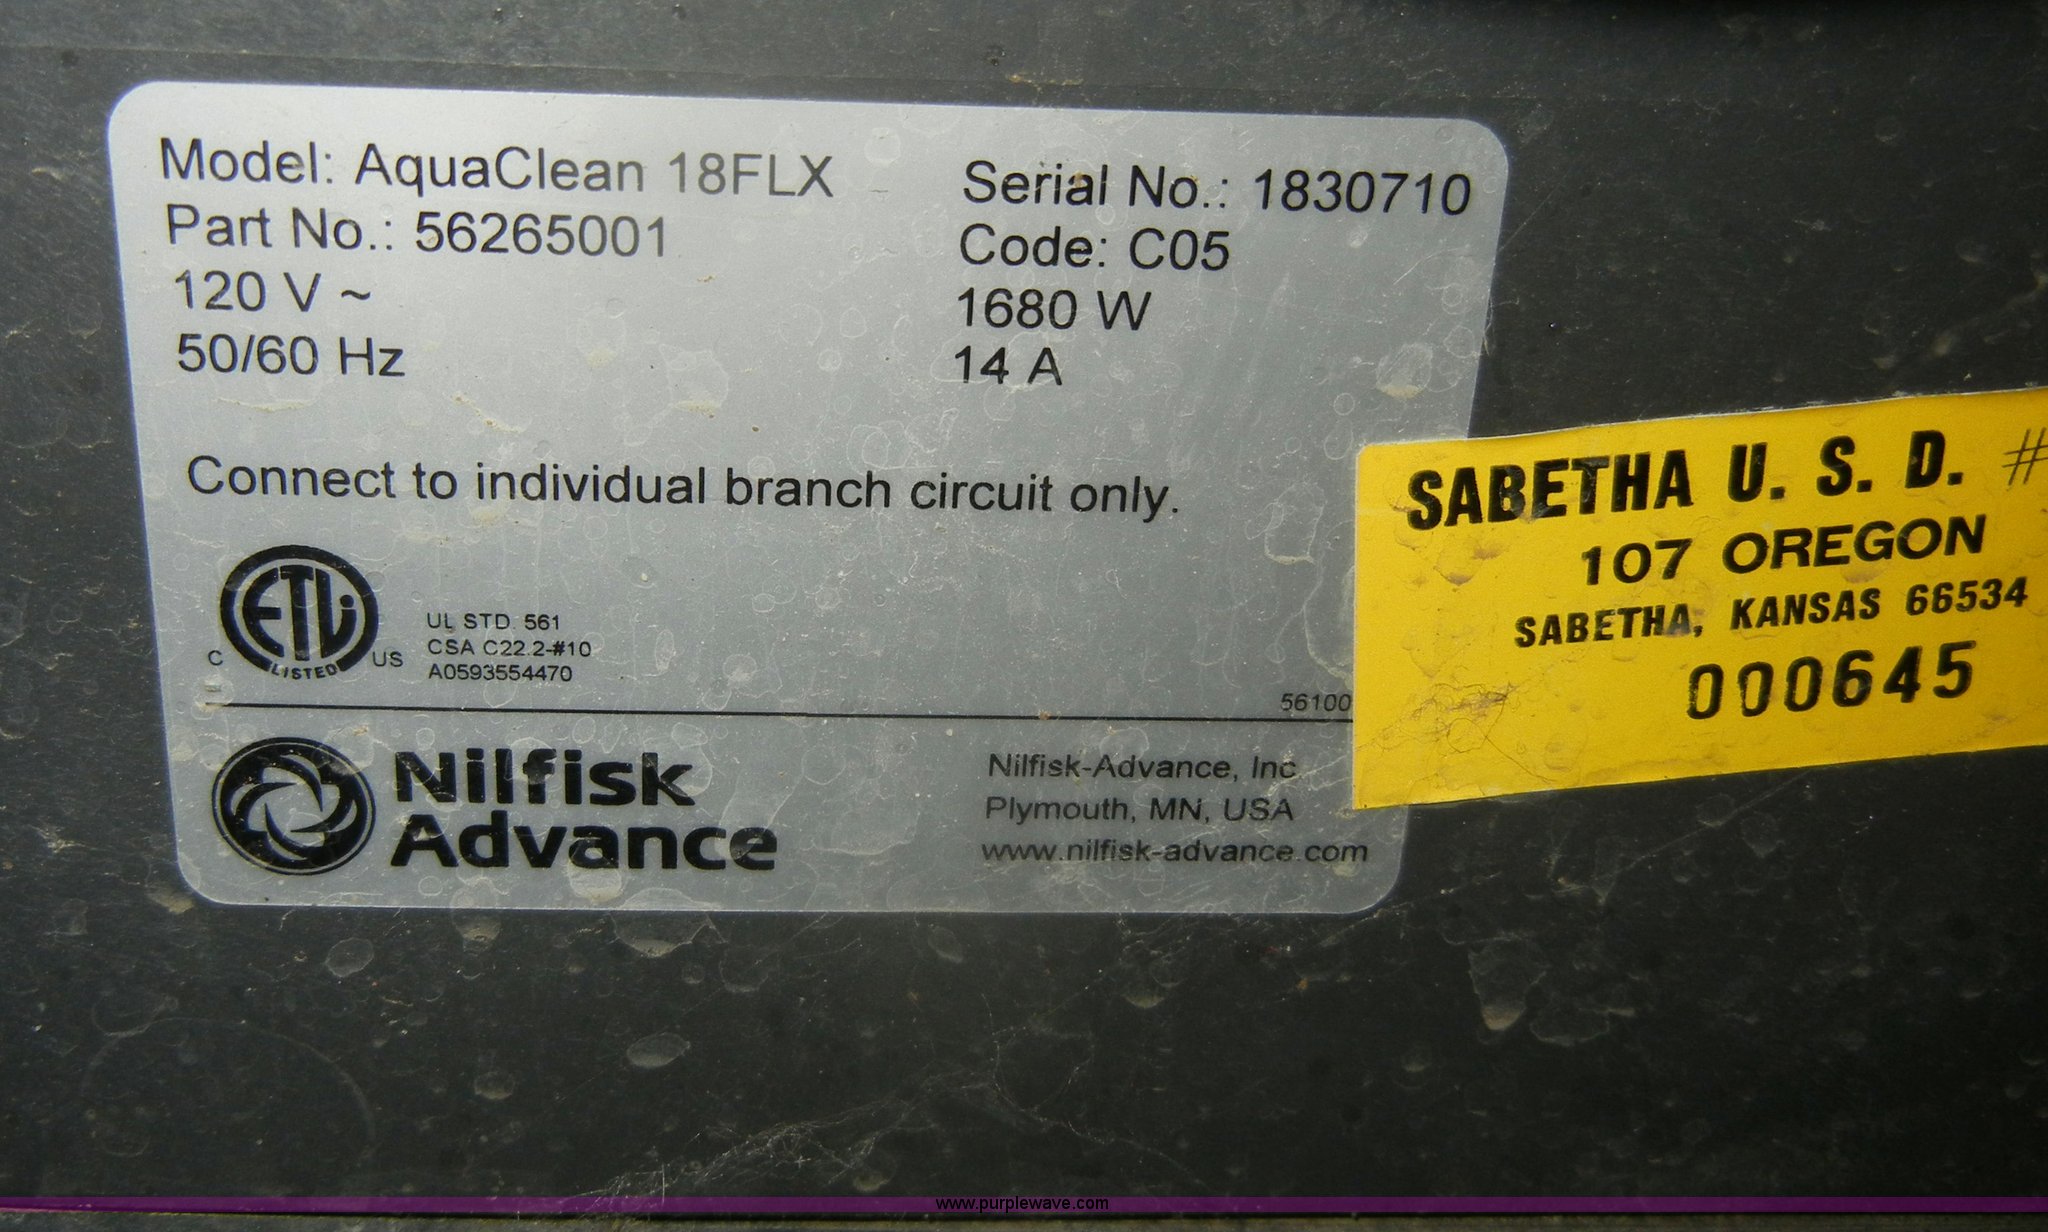 Model: AquaClean 18FLX
Part No.: 56265001
120 V ~
50/60 Hz
Serial No.: 1830710
Code: C05
1680 W
14 A
Connect to individual branch circuit only.
ETL
LISTED
C
US
UL STD. 561
CSA C22.2-#10
A0593554470
56100
Nilfisk
Advance
Nilfisk-Advance, Inc.
Plymouth, MN, USA
www.nilfisk-advance.com
SABETHA U. S. D. #
107 OREGON
SABETHA, KANSAS 66534
000645
www.purplewave.com